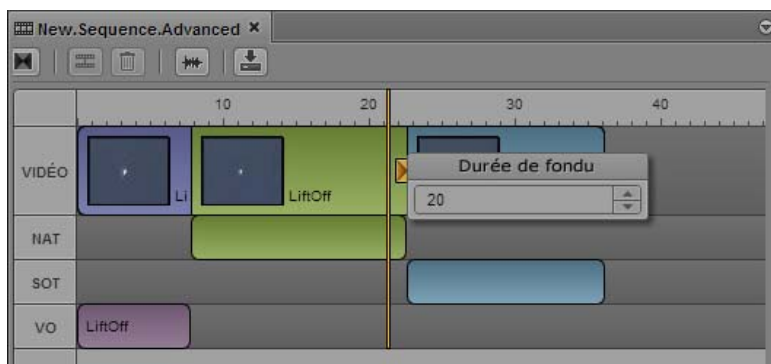 New.Sequence.Advanced ×
10 20 30 40
VIDÉO
Li
LiftOff
Durée de fondu
20
NAT
SOT
VO
LiftOff